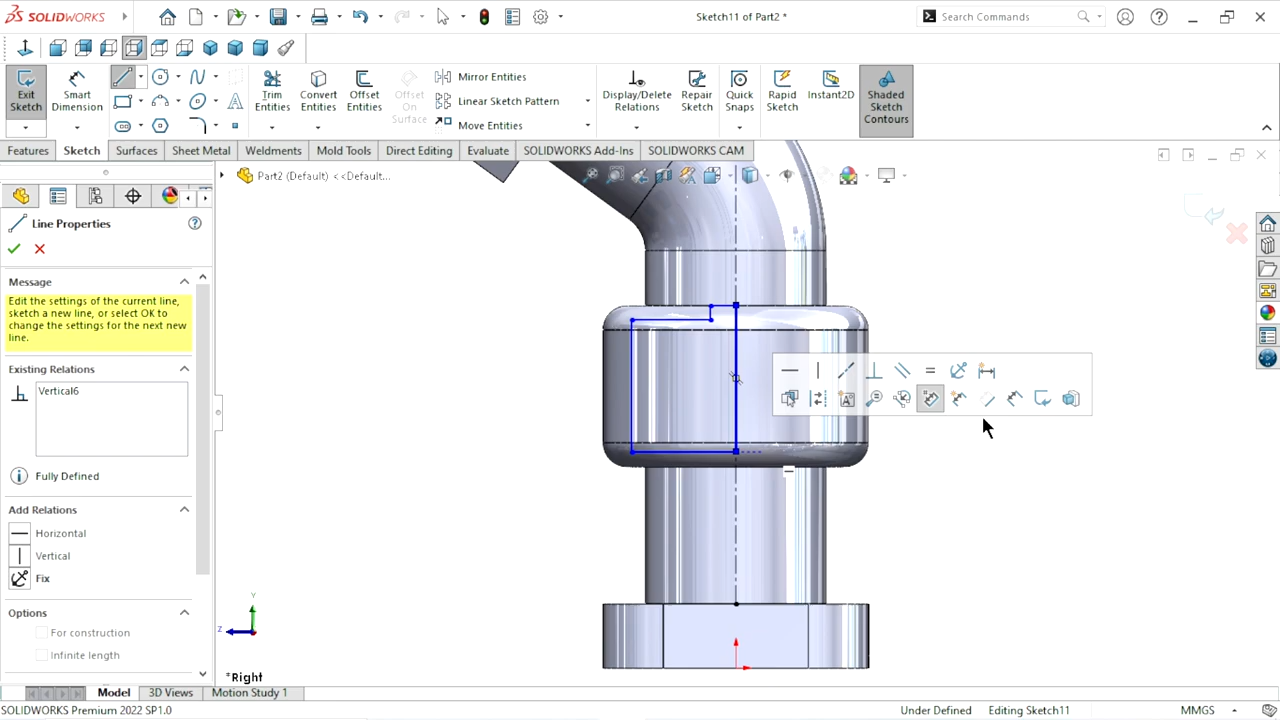 SOLIDWORKS
Sketch11 of Part2 *
Search Commands
Exit Sketch
Smart Dimension
Trim Entities
Convert Entities
Offset Entities
Offset On Surface
Mirror Entities
Linear Sketch Pattern
Move Entities
Display/Delete Relations
Repair Sketch
Quick Snaps
Rapid Sketch
Instant2D
Shaded Sketch Contours
Features
Sketch
Surfaces
Sheet Metal
Weldments
Mold Tools
Direct Editing
Evaluate
SOLIDWORKS Add-Ins
SOLIDWORKS CAM
Part2 (Default) <<Default...
Line Properties
Message
Edit the settings of the current line,
sketch a new line, or select OK to
change the settings for the next new
line.
Existing Relations
Vertical6
Fully Defined
Add Relations
Horizontal
Vertical
Fix
Options
For construction
Infinite length
Y
Z
*Right
Model
3D Views
Motion Study 1
SOLIDWORKS Premium 2022 SP1.0
Under Defined
Editing Sketch11
MMGS